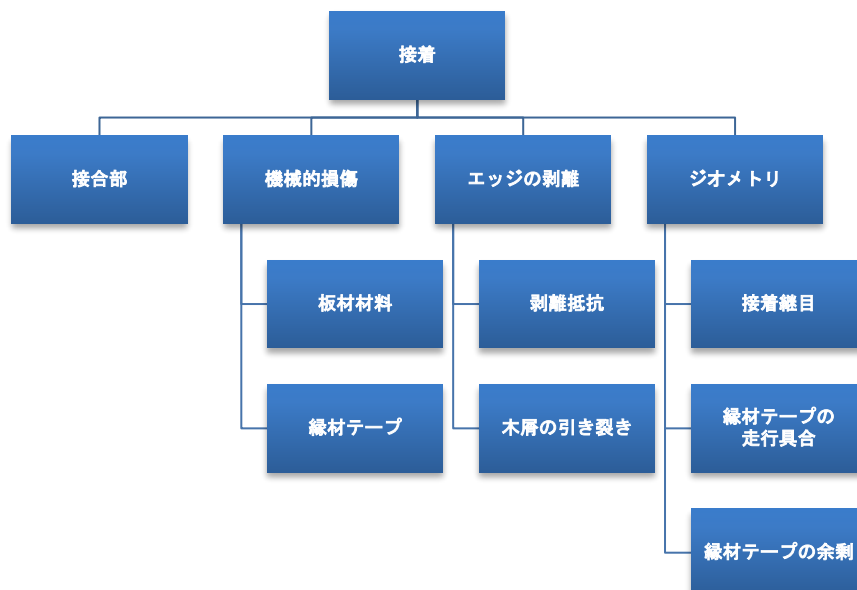 接着
接合部
機械的損傷
エッジの剥離
ジオメトリ
板材材料
剥離抵抗
接着継目
縁材テープ
木屑の引き裂き
縁材テープの
走行具合
縁材テープの余剰